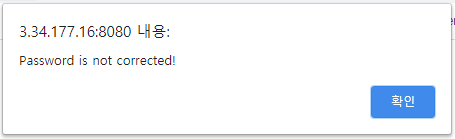 3.34.177.16:8080 내용:
Password is not corrected!
확인